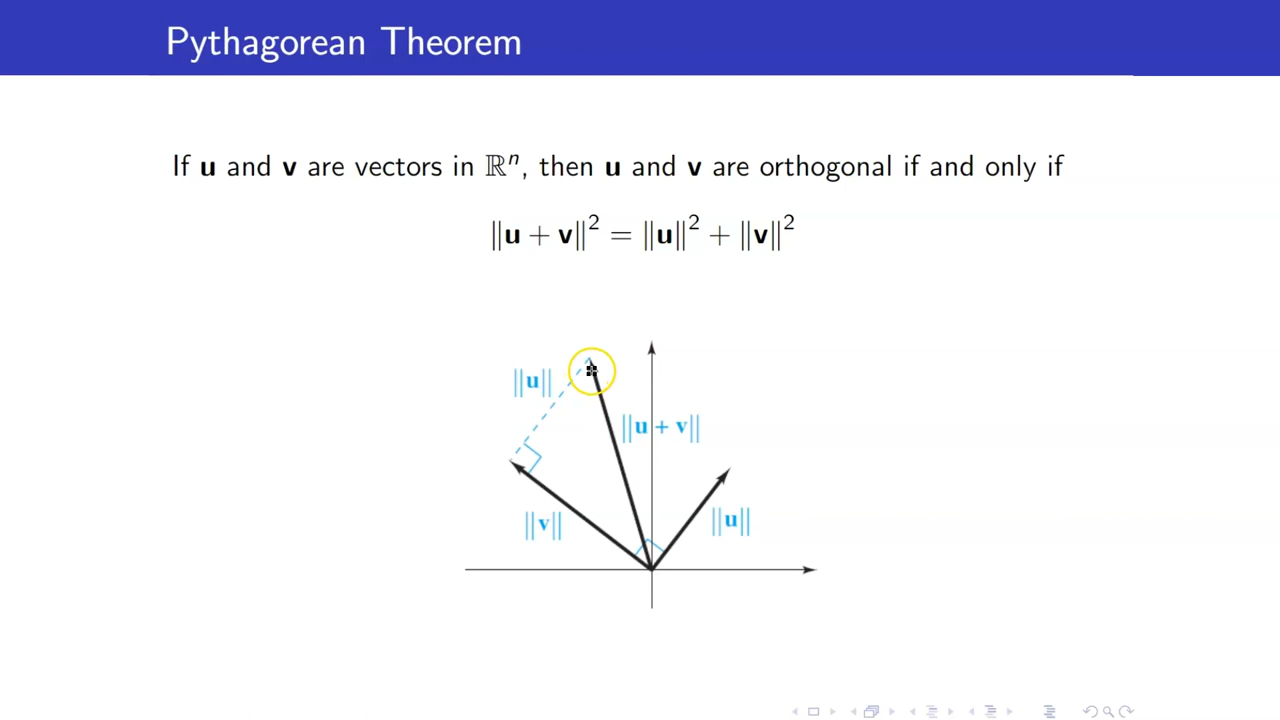 Pythagorean Theorem
If u and v are vectors in ℝⁿ, then u and v are orthogonal if and only if
‖u + v‖² = ‖u‖² + ‖v‖²
‖u‖
‖u + v‖
‖v‖
‖u‖